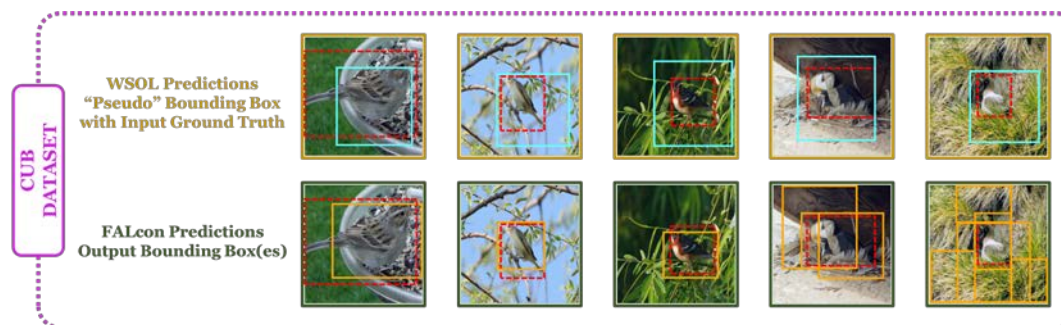 CUB
DATASET
WSOL Predictions
“Pseudo” Bounding Box
with Input Ground Truth
FALcon Predictions
Output Bounding Box(es)